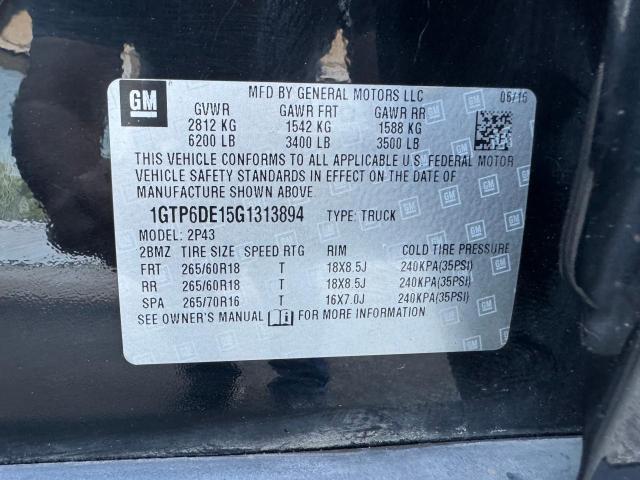 GM
MFD BY GENERAL MOTORS LLC 06/16
GVWR GAWR FRT GAWR RR
2812 KG 1542 KG 1588 KG
6200 LB 3400 LB 3500 LB
THIS VEHICLE CONFORMS TO ALL APPLICABLE U.S. FEDERAL MOTOR
VEHICLE SAFETY STANDARDS IN EFFECT ON THE DATE OF
MANUFACTURE SHOWN ABOVE.
1GTP6DE15G1313894 TYPE: TRUCK
MODEL: 2P43
2BMZ TIRE SIZE SPEED RTG RIM COLD TIRE PRESSURE
FRT 265/60R18 T 18X8.5J 240KPA(35PSI)
RR 265/60R18 T 18X8.5J 240KPA(35PSI)
SPA 265/70R16 T 16X7.0J 240KPA(35PSI)
SEE OWNER'S MANUAL FOR MORE INFORMATION